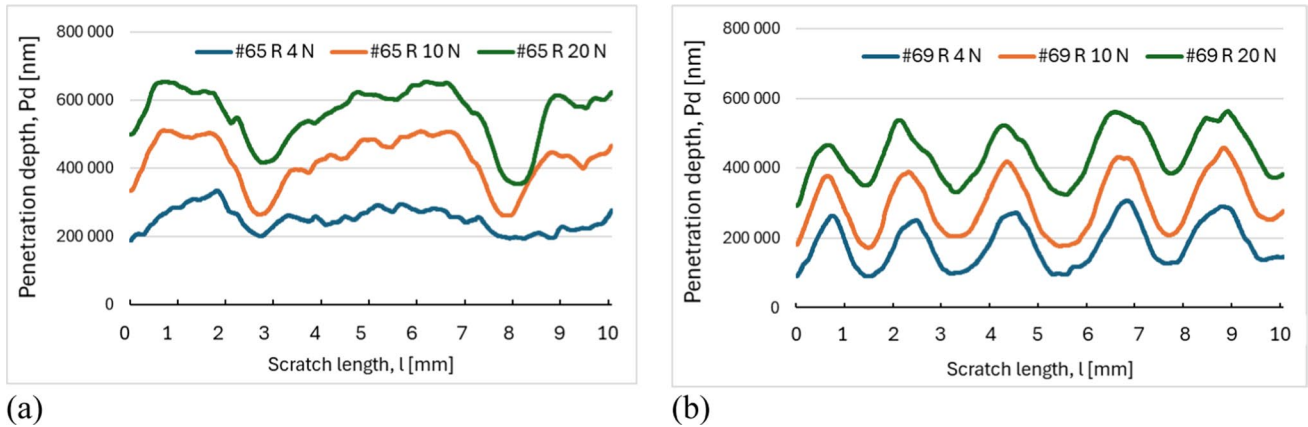 800 000
#65 R 4 N #65 R 10 N #65 R 20 N
600 000
400 000
200 000
0
Penetration depth, Pd [nm]
0 1 2 3 4 5 6 7 8 9 10
Scratch length, l [mm]
(a)
800 000
#69 R 4 N #69 R 10 N #69 R 20 N
600 000
400 000
200 000
0
Penetration depth, Pd [nm]
0 1 2 3 4 5 6 7 8 9 10
Scratch length, l [mm]
(b)